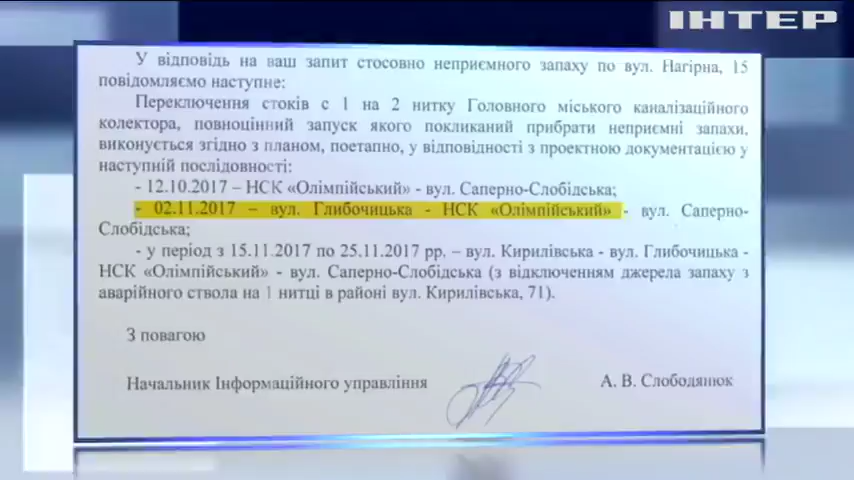 ІНТЕР
У відповідь на ваш запит стосовно неприємного запаху по вул. Нагірна, 15
повідомляємо наступне:
Переключення стоків с 1 на 2 нитку Головного міського каналізаційного
колектора, повноцінний запуск якого покликаний прибрати неприємні запахи,
виконується згідно з планом, поетапно, у відповідності з проектною документацією у
наступній послідовності:
- 12.10.2017 – НСК «Олімпійський» - вул. Саперно-Слобідська;
- 02.11.2017 – вул. Глибочицька - НСК «Олімпійський» - вул. Саперно-
Слобідська;
- у період з 15.11.2017 по 25.11.2017 рр. – вул. Кирилівська - вул. Глибочицька -
НСК «Олімпійський» - вул. Саперно-Слобідська (з відключенням джерела запаху з
аварійного ствола на 1 нитці в районі вул. Кирилівська, 71).
З повагою
Начальник Інформаційного управління А. В. Слободянюк